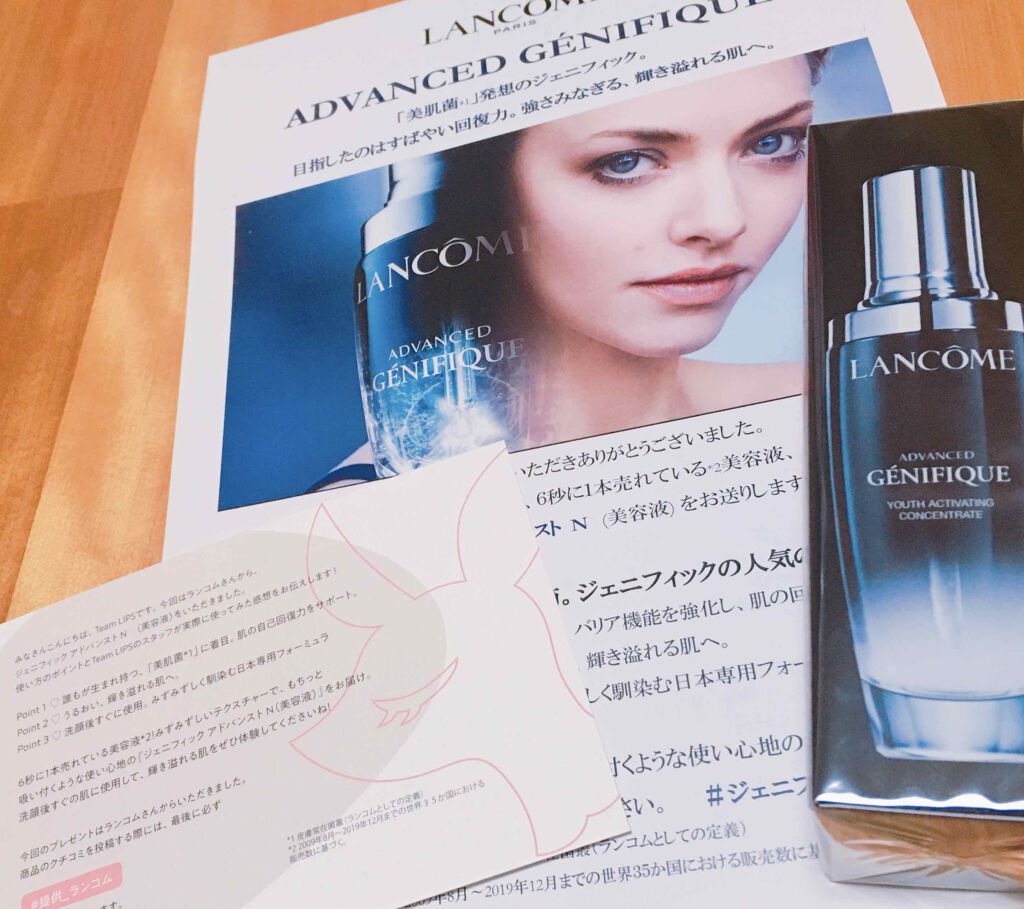 LANCÔME
PARIS
ADVANCED GÉNIFIQUE
「美肌菌*1」発想のジェニフィック。
目指したのはすばやい回復力。強さみなぎる、輝き溢れる肌へ。
LANCÔME
ADVANCED
GÉNIFIQUE
いただきありがとうございました。
、6秒に1本売れている*2美容液、
スト N (美容液) をお送りします
。ジェニフィックの人気の
バリア機能を強化し、肌の回
輝き溢れる肌へ。
しく馴染む日本専用フォー
付くような使い心地の
さい。 #ジェニフ
(ランコムとしての定義)
2009年8月～2019年12月までの世界35か国における販売数に基
LANCÔME
ADVANCED
GÉNIFIQUE
YOUTH ACTIVATING
CONCENTRATE
みなさんこんにちは、Team LIPSです。今回はランコムさんから、
ジェニフィック アドバンスト N (美容液)をいただきました。
使い方のポイントとTeam LIPSのスタッフが実際に使ってみた感想をお伝えします!
Point 1 ♡ 誰もが生まれ持つ、「美肌菌*1」に着目。肌の自己回復力をサポート。
Point 2 ♡ うるおい、輝き溢れる肌へ。
Point 3 ♡ 洗顔後すぐに使用。みずみずしく馴染む日本専用フォーミュラ
6秒に1本売れている美容液*2)みずみずしいテクスチャーで、もちっと
吸い付くような使い心地の『ジェニフィック アドバンスト N (美容液)』をお届け。
洗顔後すぐの肌に使用して、輝き溢れる肌をぜひ体験してくださいね!
今回のプレゼントはランコムさんからいただきました。
商品のクチコミを投稿する際には、最後に必ず
#提供_ランコム
ます。
*1 皮膚常在菌叢(ランコムとしての定義)
*2 2009年8月～2019年12月までの世界35か国における
販売数に基づく。